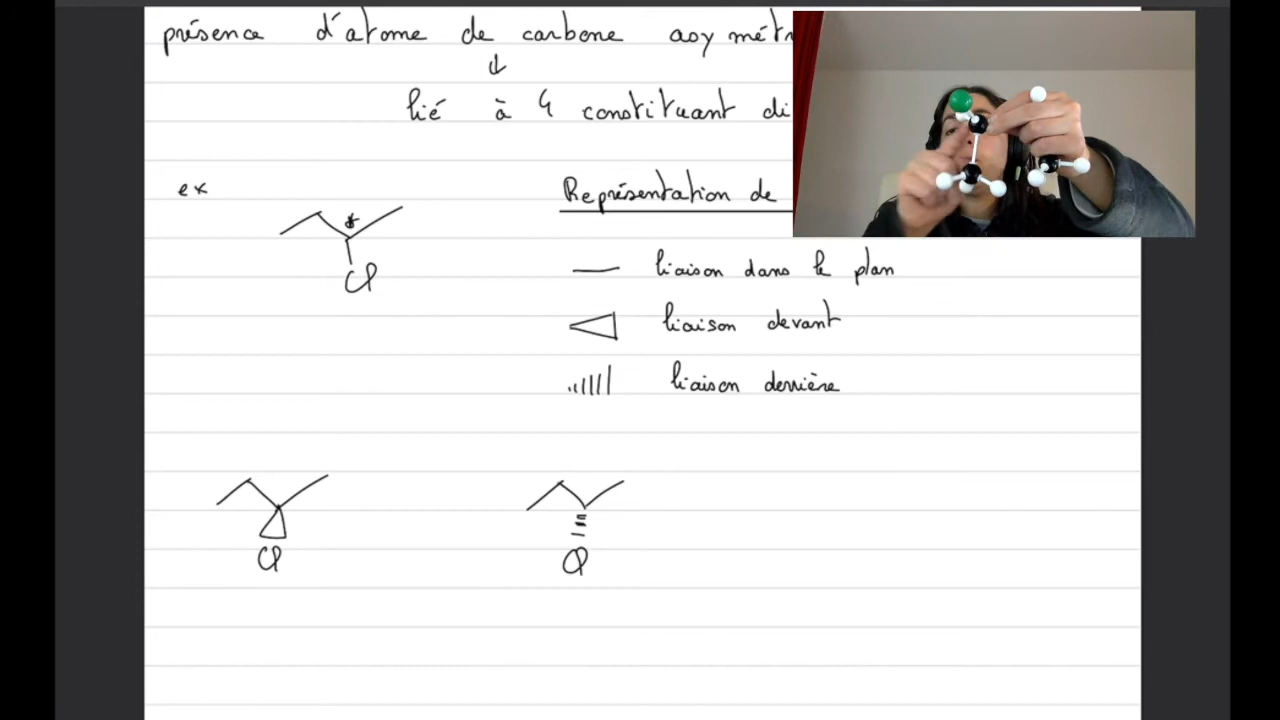 présence d'atome de carbone asymétr
↓
lié à 4 constituant di
ex
Représentation de
*
Cl
— liaison dans le plan
liaison devant
liaison derrière
Cl Cl